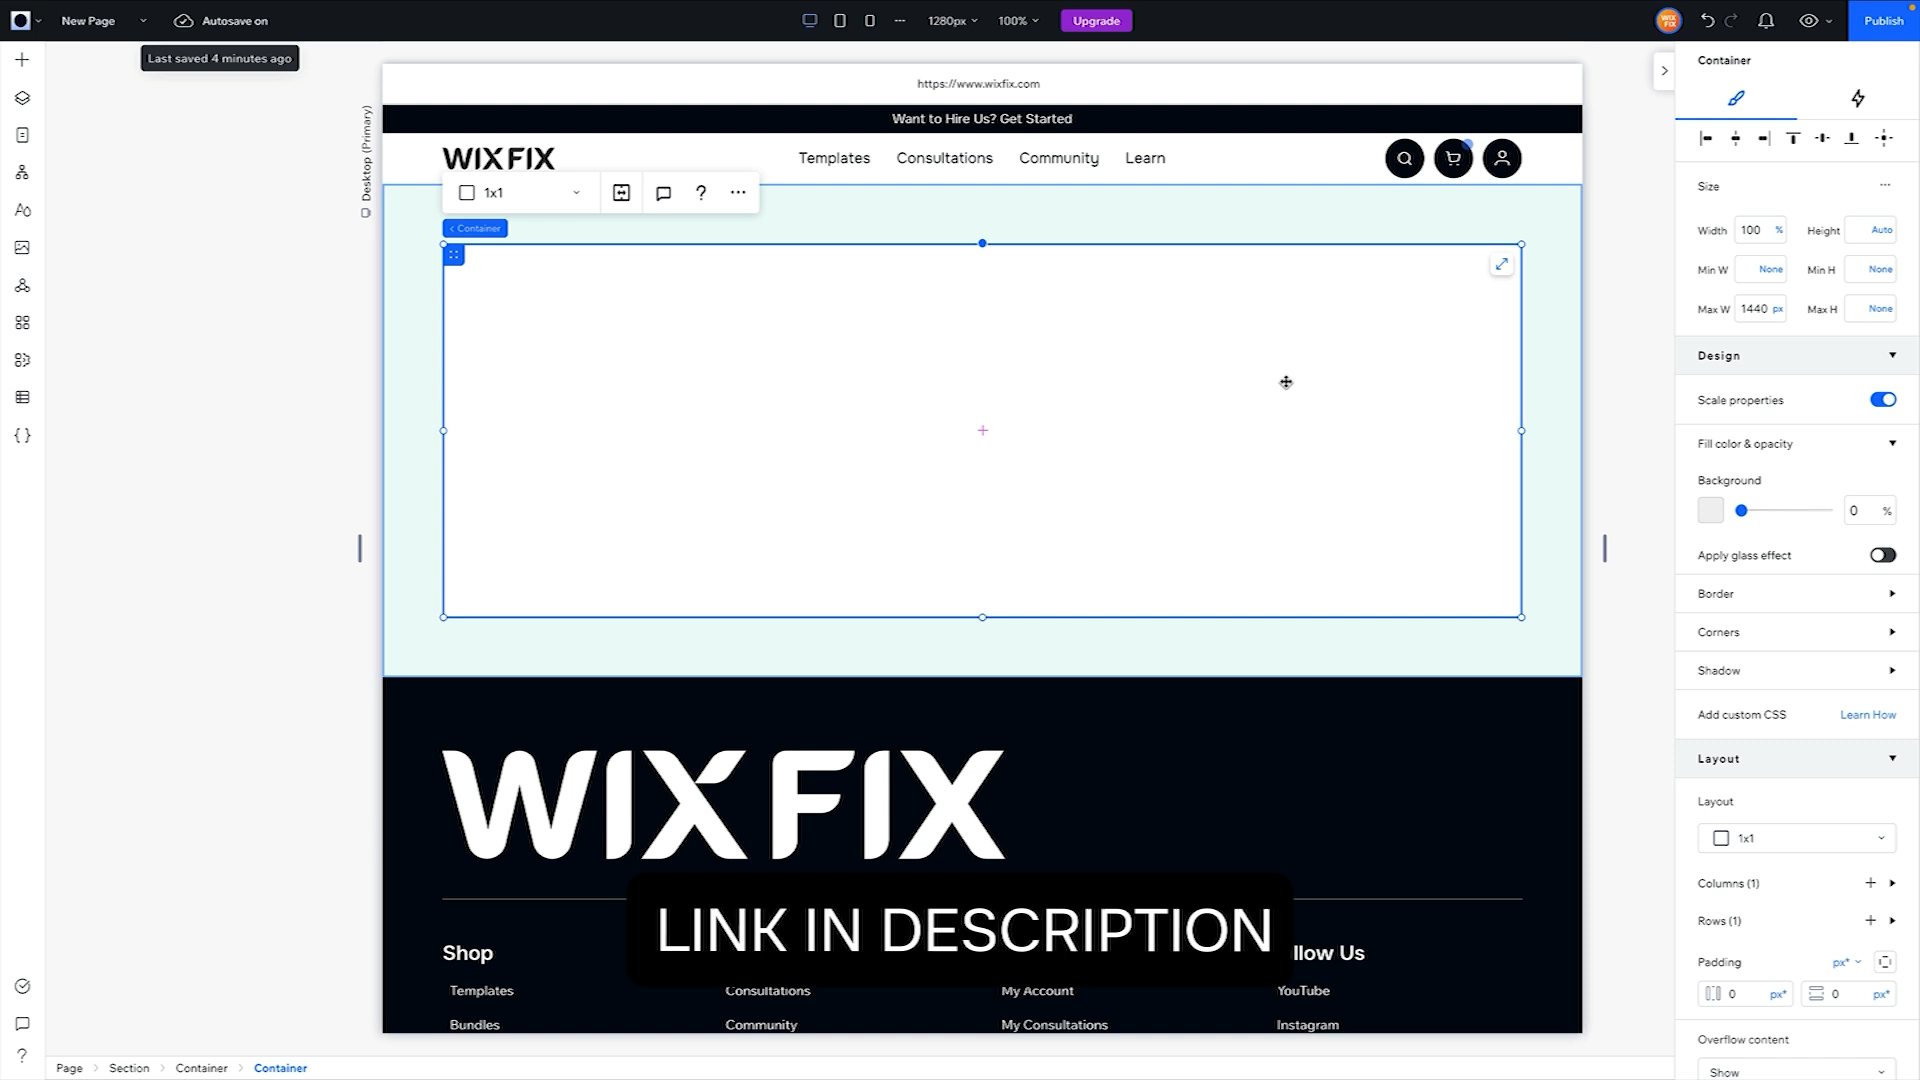 New Page
Autosave on
1280px
100%
Upgrade
WIX
FIX
Publish
Last saved 4 minutes ago
Desktop (Primary)
https://www.wixfix.com
Want to Hire Us? Get Started
WIXFIX
Templates
Consultations
Community
Learn
1x1
?
< Container
WIXFIX
LINK IN DESCRIPTION
Shop
llow Us
Templates
Consultations
My Account
YouTube
Bundles
Community
My Consultations
Instagram
Page > Section > Container > Container
Container
Size
Width 100 % Height Auto
Min W None Min H None
Max W 1440 px Max H None
Design
Scale properties
Fill color & opacity
Background
0 %
Apply glass effect
Border
Corners
Shadow
Add custom CSS Learn How
Layout
Layout
1x1
Columns (1)
Rows (1)
Padding px*
0 px* 0 px*
Overflow content
Show